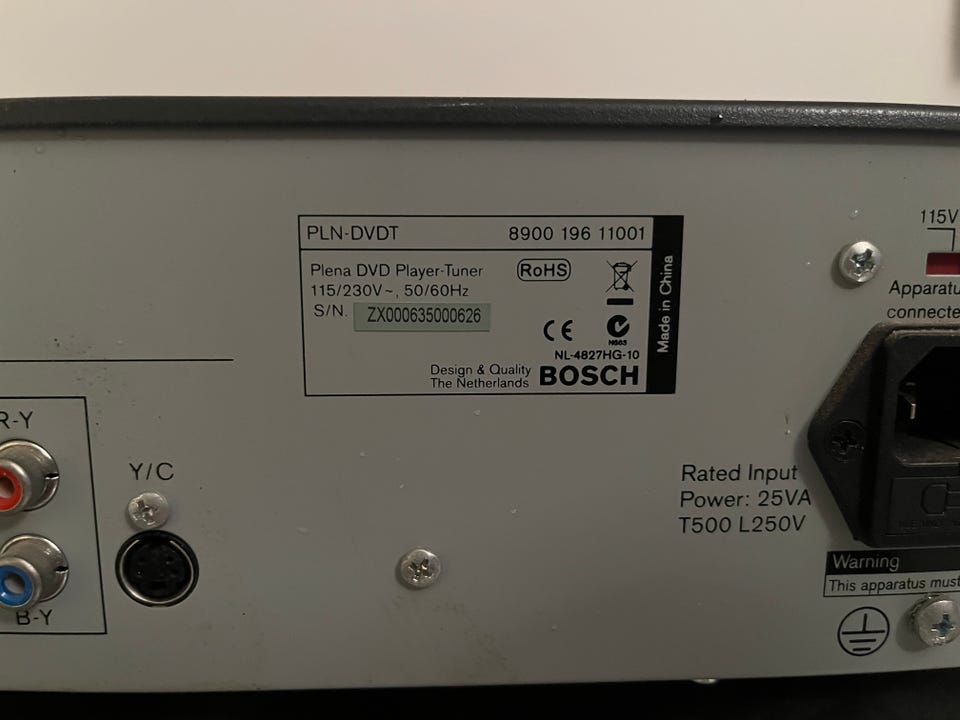 PLN-DVDT 8900 196 11001
Plena DVD Player-Tuner RoHS
115/230V~, 50/60Hz
S/N. ZX000635000626
CE N663
NL-4827HG-10
Design & Quality
The Netherlands BOSCH
Made in China
115V
Apparatu
connecte
R-Y
Y/C
B-Y
Rated Input
Power: 25VA
T500 L250V
Warning
This apparatus must